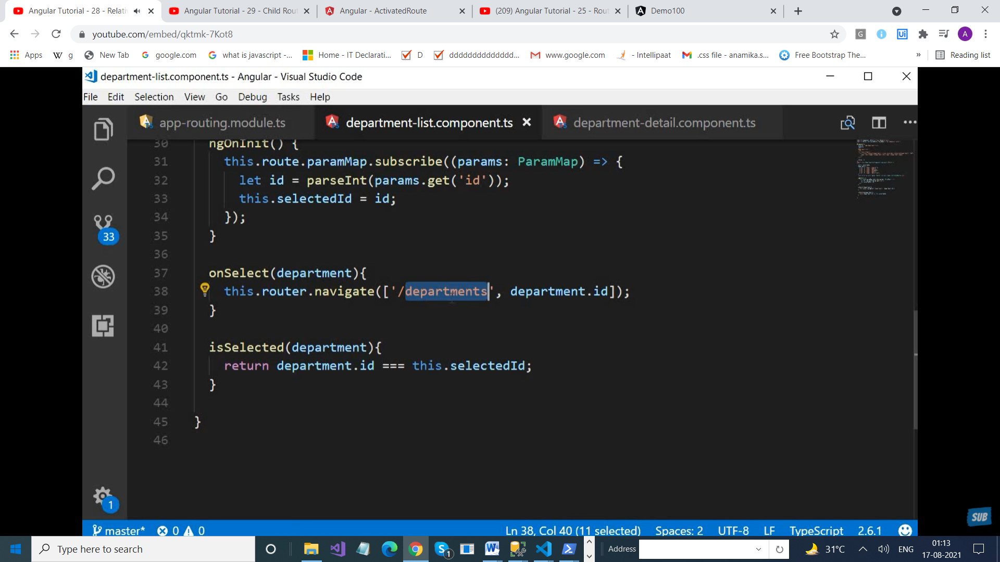 Angular Tutorial - 28 - Relati
Angular Tutorial - 29 - Child Rout
Angular - ActivatedRoute
(209) Angular Tutorial - 25 - Rout
Demo100
youtube.com/embed/qktmk-7Kot8
G
Ui
A
Apps
W g
New Tab
G google.com
G what is javascript -...
Home - IT Declarati...
D
dddddddddddddd...
www.google.com
- Intellipaat
.css file - anamika.s...
Free Bootstrap The...
»
Reading list
department-list.component.ts - Angular - Visual Studio Code
File Edit Selection View Go Debug Tasks Help
app-routing.module.ts
department-list.component.ts
department-detail.component.ts
30 ngOnInit() {
31 this.route.paramMap.subscribe((params: ParamMap) => {
32 let id = parseInt(params.get('id'));
33 this.selectedId = id;
34 });
35 }
36
37 onSelect(department){
38 this.router.navigate(['/departments', department.id]);
39 }
40
41 isSelected(department){
42 return department.id === this.selectedId;
43 }
44
45 }
46
33
1
SUB
master* 0 0
Ln 38, Col 40 (11 selected) Spaces: 2 UTF-8 LF TypeScript 2.6.1
Type here to search
1
Address
31°C
ENG
01:13
17-08-2021